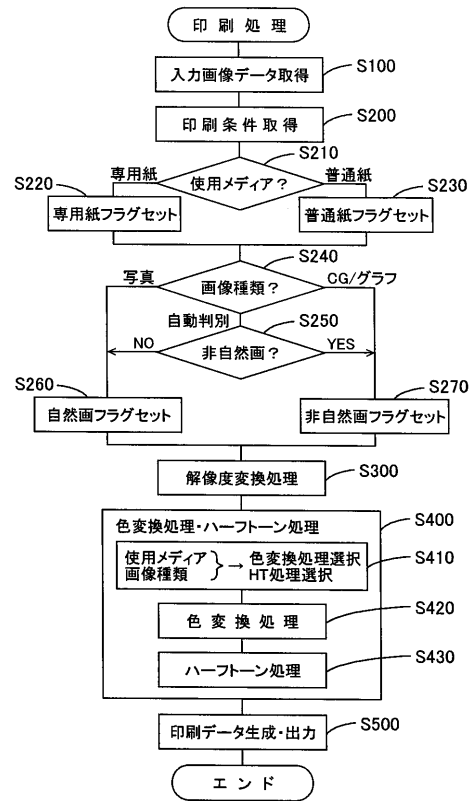 印刷処理
S100
入力画像データ取得
S200
印刷条件取得
S210
専用紙
使用メディア？
普通紙
S220
S230
専用紙フラグセット
普通紙フラグセット
S240
写真
画像種類？
CG/グラフ
自動判別
S250
NO
非自然画？
YES
S260
S270
自然画フラグセット
非自然画フラグセット
S300
解像度変換処理
S400
色変換処理・ハーフトーン処理
S410
使用メディア
画像種類
}→
色変換処理選択
HT処理選択
S420
色変換処理
S430
ハーフトーン処理
S500
印刷データ生成・出力
エンド